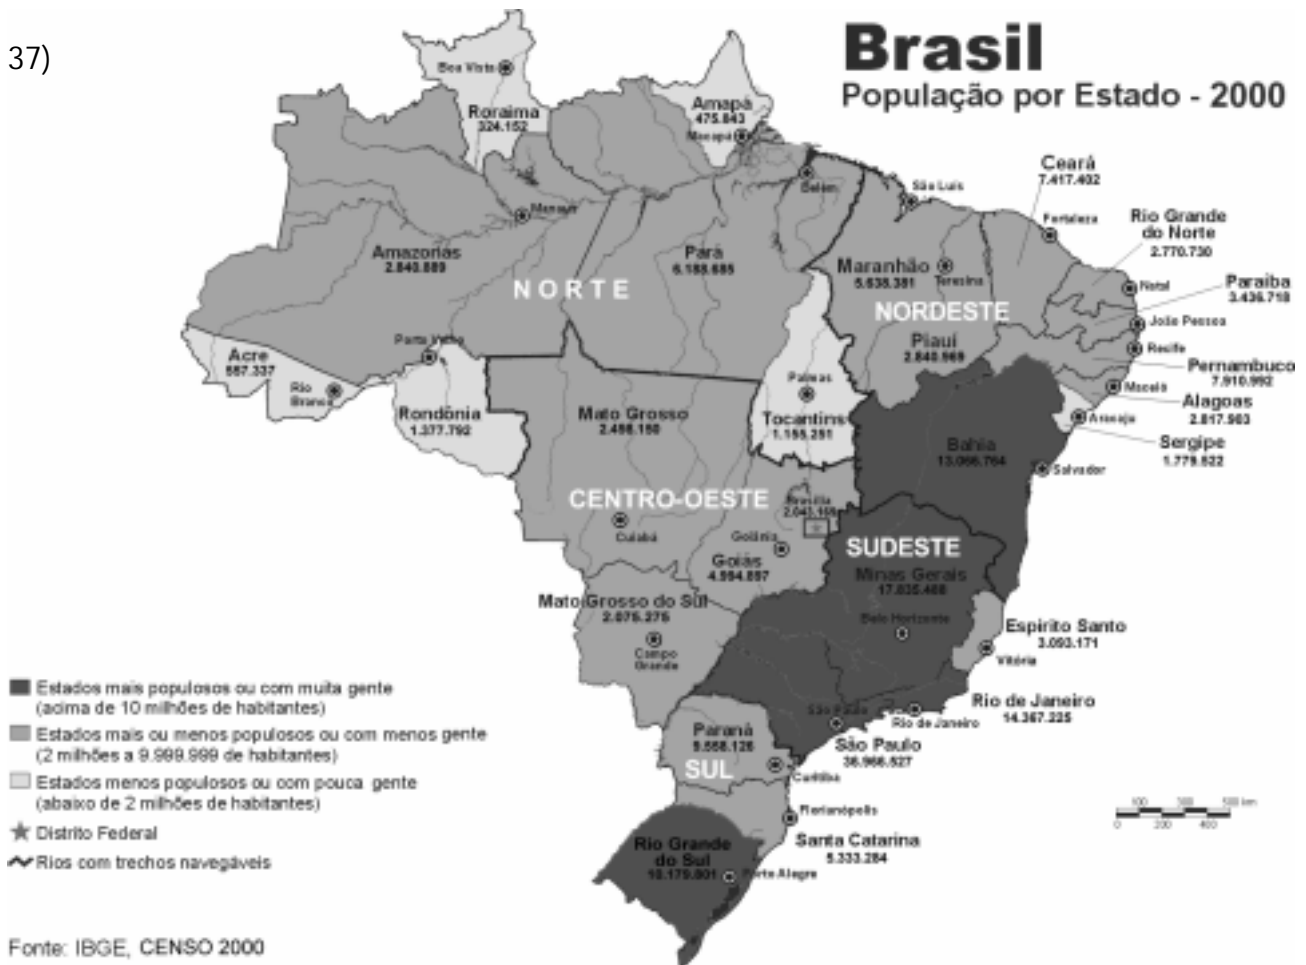 37)
Brasil
População por Estado - 2000
Boa Vista
Roraima
324.152
Amapá
475.843
Macapá
Belém
São Luís
Ceará
7.417.402
Fortaleza
Rio Grande
do Norte
2.770.730
Natal
Paraíba
3.436.718
João Pessoa
Recife
Pernambuco
7.910.992
Maceió
Alagoas
2.817.903
Aracaju
Sergipe
1.779.522
Manaus
Amazonas
2.840.889
NORTE
Pará
6.188.685
Maranhão
5.638.381
Teresina
NORDESTE
Piauí
2.840.969
Porto Velho
Acre
557.337
Rio
Branco
Rondônia
1.377.792
Mato Grosso
2.498.150
Palmas
Tocantins
1.155.251
Bahia
13.066.764
Salvador
CENTRO-OESTE
Brasília
2.043.169
Cuiabá
Goiânia
Goiás
4.994.897
SUDESTE
Minas Gerais
17.835.488
Belo Horizonte
Mato Grosso do Sul
2.075.275
Campo
Grande
Espírito Santo
3.093.171
Vitória
Rio de Janeiro
14.367.225
Rio de Janeiro
São Paulo
São Paulo
36.966.527
Paraná
9.558.126
SUL
Curitiba
Florianópolis
Santa Catarina
5.333.284
Rio Grande
do Sul
10.179.801
Porto Alegre
Estados mais populosos ou com muita gente
(acima de 10 milhões de habitantes)
Estados mais ou menos populosos ou com menos gente
(2 milhões a 9.999.999 de habitantes)
Estados menos populosos ou com pouca gente
(abaixo de 2 milhões de habitantes)
Distrito Federal
Rios com trechos navegáveis
100 300 500 km
0 200 400
Fonte: IBGE, CENSO 2000